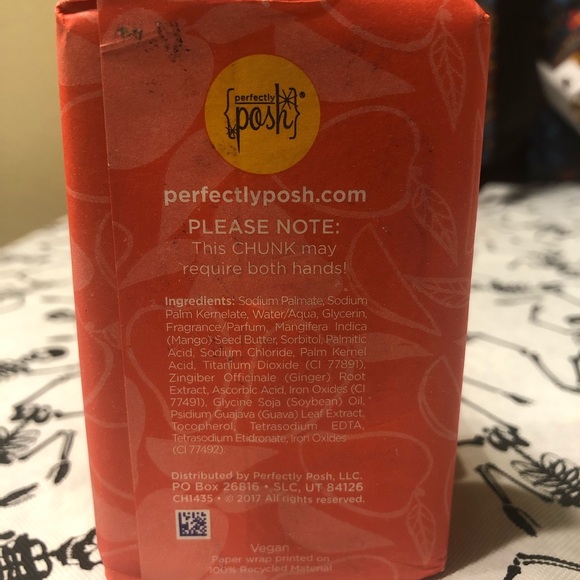 {perfectly
posh}®
perfectlyposh.com
PLEASE NOTE:
This CHUNK may
require both hands!
Ingredients: Sodium Palmate, Sodium
Palm Kernelate, Water/Aqua, Glycerin,
Fragrance/Parfum, Mangifera Indica
(Mango) Seed Butter, Sorbitol, Palmitic
Acid, Sodium Chloride, Palm Kernel
Acid, Titanium Dioxide (CI 77891),
Zingiber Officinale (Ginger) Root
Extract, Ascorbic Acid, Iron Oxides (CI
77491), Glycine Soja (Soybean) Oil,
Psidium Guajava (Guava) Leaf Extract,
Tocopherol, Tetrasodium EDTA,
Tetrasodium Etidronate, Iron Oxides
(CI 77492)
Distributed by Perfectly Posh, LLC.
PO Box 26816 • SLC, UT 84126
CH1435 • © 2017 All rights reserved.
Vegan
Paper wrap printed on
100% Recycled Material